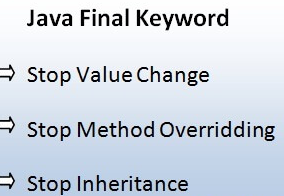 Java Final Keyword
⇨ Stop Value Change
⇨ Stop Method Overridding
⇨ Stop Inheritance